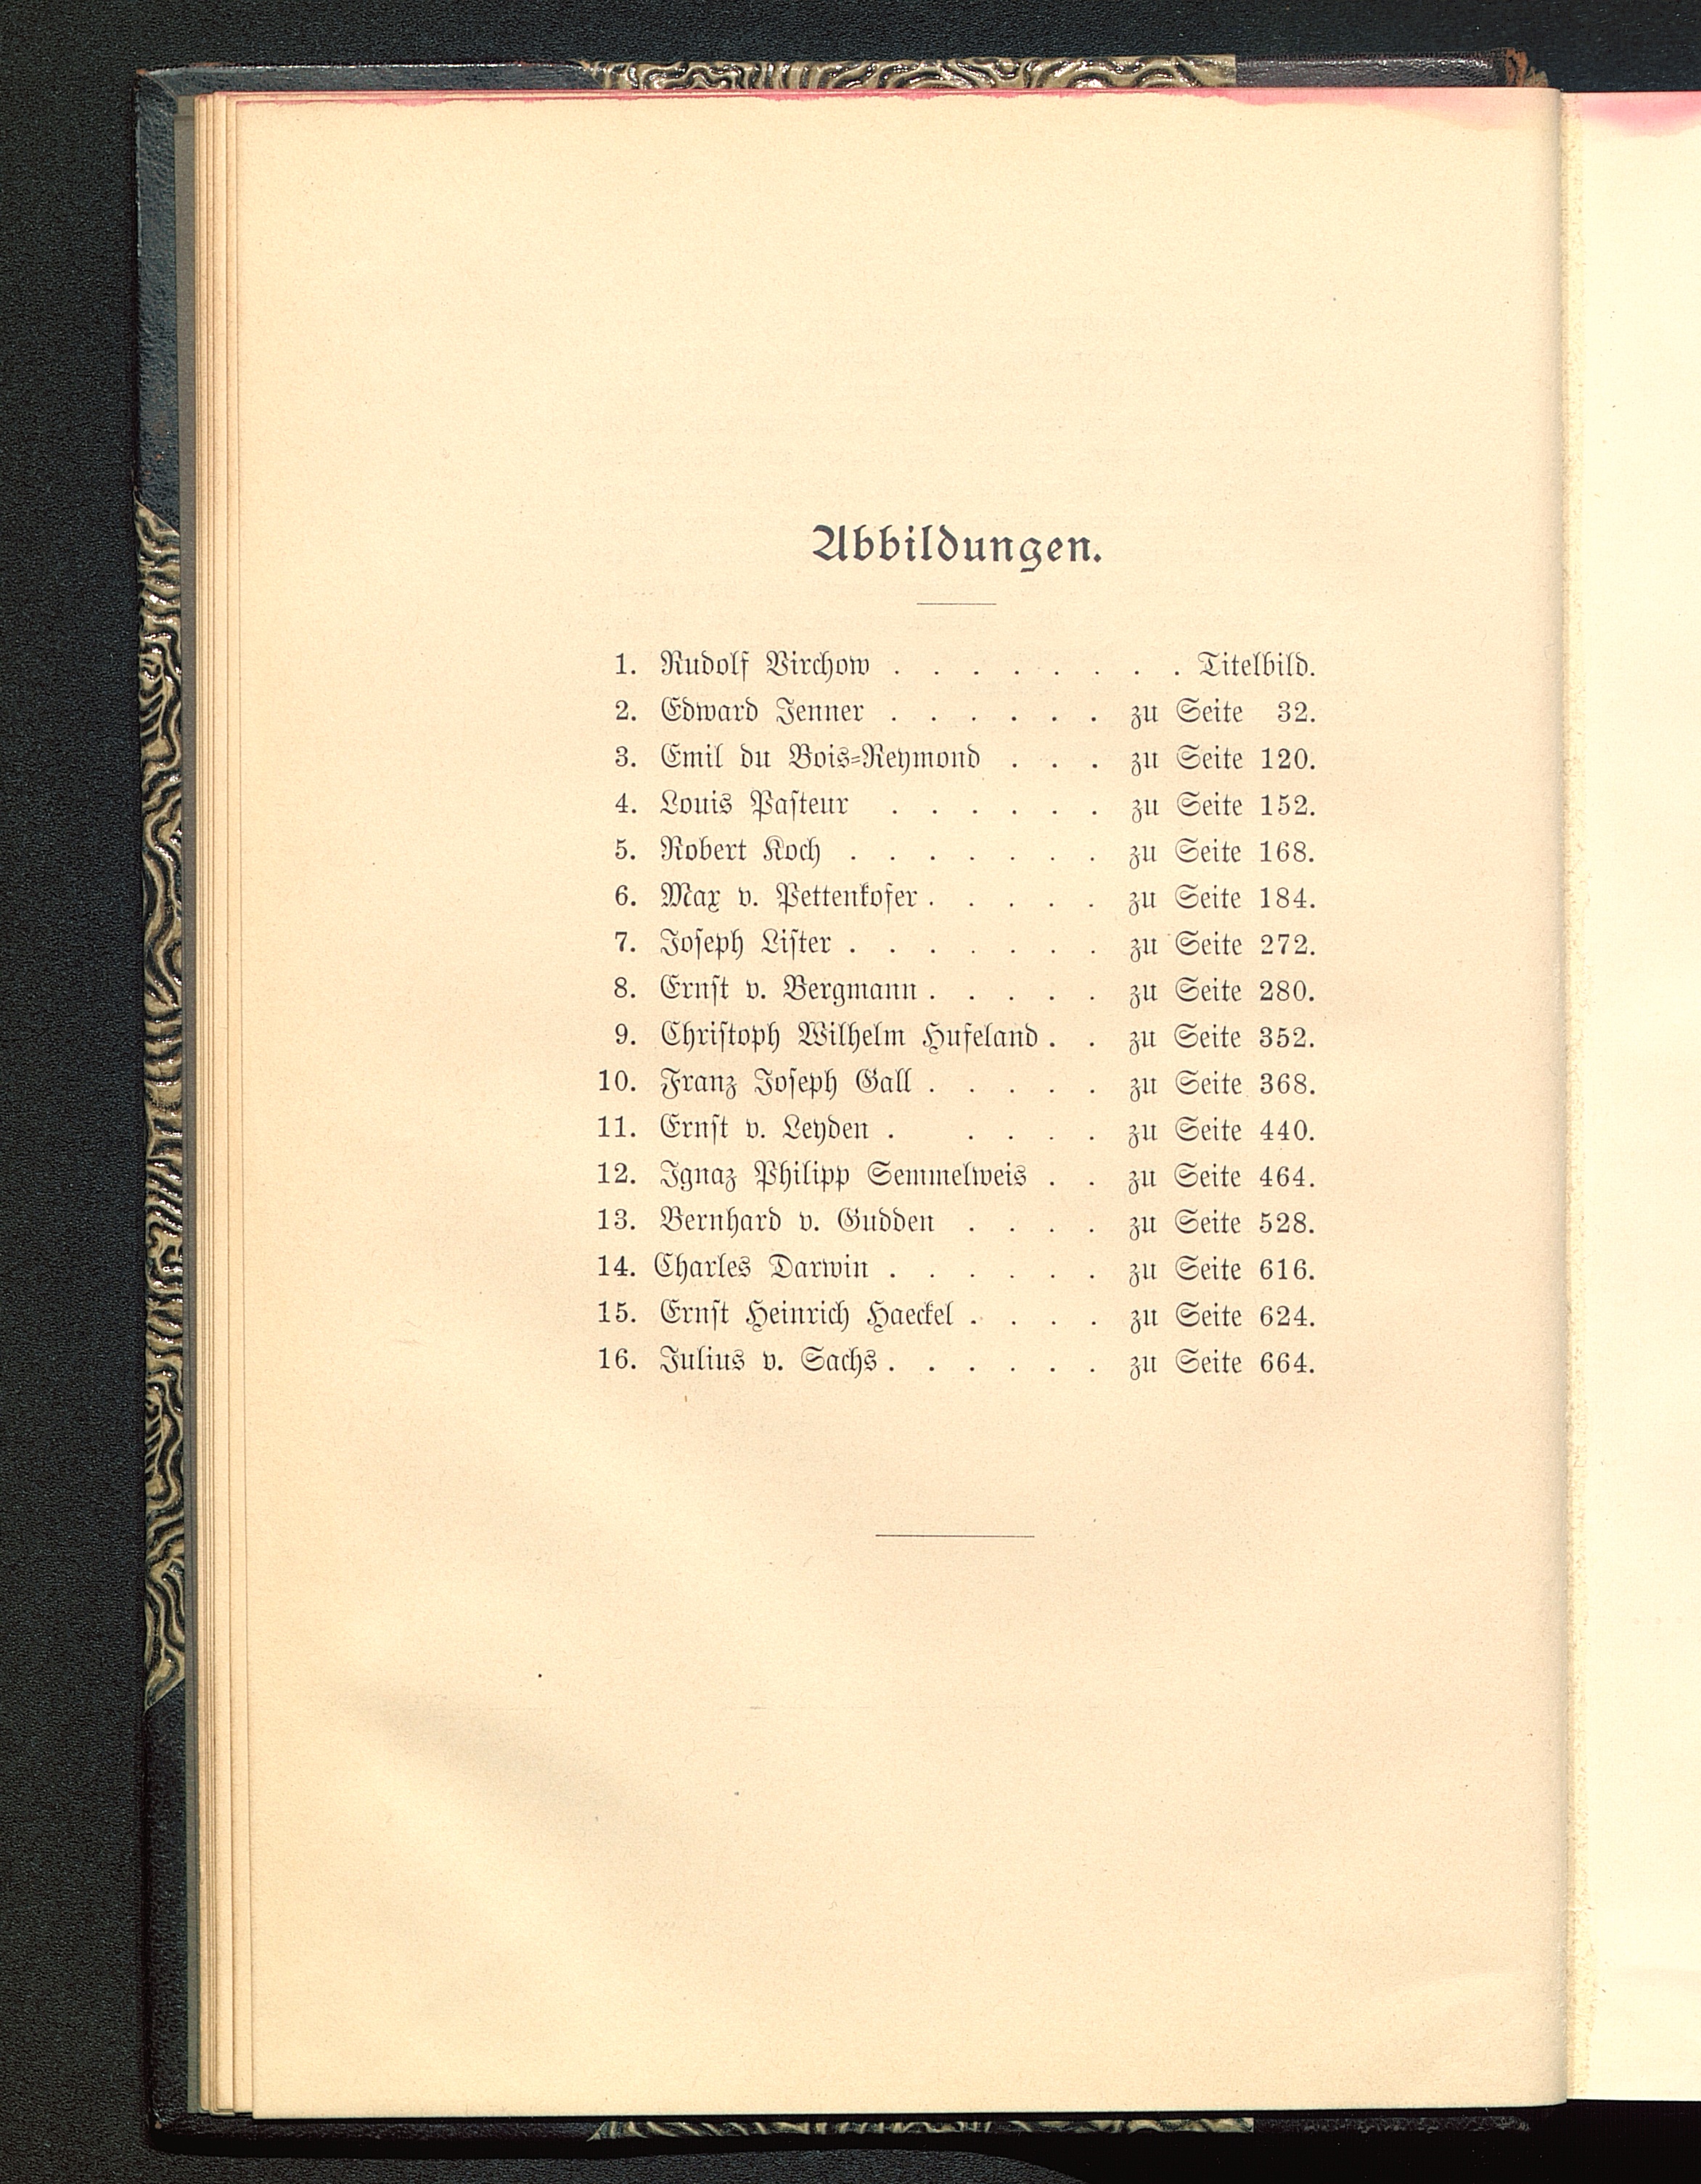 Abbildungen.
1. Rudolf Virchow . . . . . . . . Titelbild.
2. Edward Jenner . . . . . . zu Seite 32.
3. Emil du Bois-Reymond . . . zu Seite 120.
4. Louis Pasteur . . . . . . zu Seite 152.
5. Robert Koch . . . . . . . zu Seite 168.
6. Max v. Pettenkofer . . . . . zu Seite 184.
7. Joseph Lister . . . . . . . zu Seite 272.
8. Ernst v. Bergmann . . . . . zu Seite 280.
9. Christoph Wilhelm Hufeland . . zu Seite 352.
10. Franz Joseph Gall . . . . . zu Seite 368.
11. Ernst v. Leyden . . . . . zu Seite 440.
12. Ignaz Philipp Semmelweis . . zu Seite 464.
13. Bernhard v. Gudden . . . . zu Seite 528.
14. Charles Darwin . . . . . . zu Seite 616.
15. Ernst Heinrich Haeckel . . . . zu Seite 624.
16. Julius v. Sachs . . . . . . zu Seite 664.